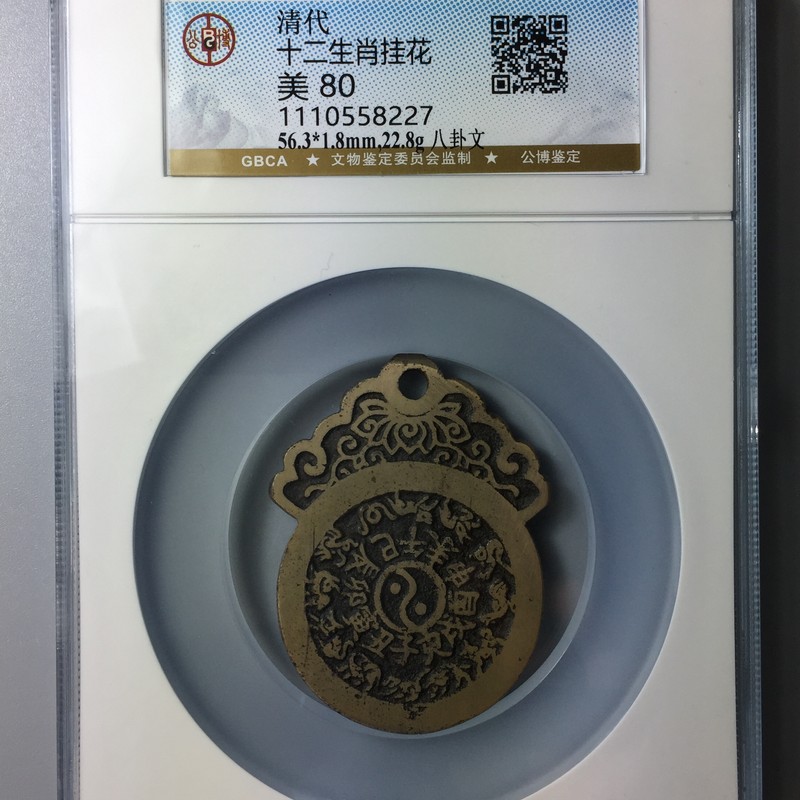 清代
十二生肖挂花
美 80
1110558227
56.3*1.8mm,22.8g 八卦文
GBCA ★ 文物鉴定委员会监制 ★ 公博鉴定